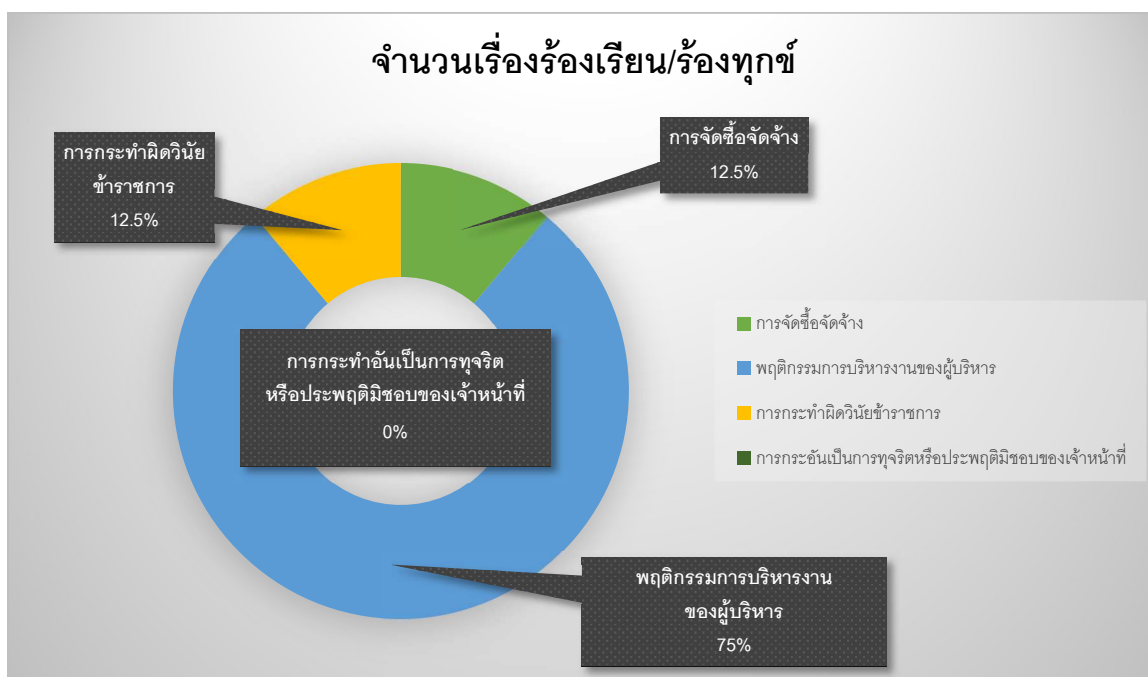 จำนวนเรื่องร้องเรียน/ร้องทุกข์
การกระทำผิดวินัย
ข้าราชการ
12.5%
การจัดซื้อจัดจ้าง
12.5%
การกระทำอันเป็นการทุจริต
หรือประพฤติมิชอบของเจ้าหน้าที่
0%
การจัดซื้อจัดจ้าง
พฤติกรรมการบริหารงานของผู้บริหาร
การกระทำผิดวินัยข้าราชการ
การกระอันเป็นการทุจริตหรือประพฤติมิชอบของเจ้าหน้าที่
พฤติกรรมการบริหารงาน
ของผู้บริหาร
75%